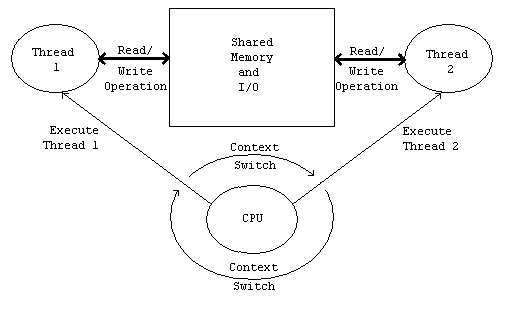 Thread
1
Read/
Write
Operation
Shared
Memory
and
I/O
Read/
Write
Operation
Thread
2
Execute
Thread 1
Execute
Thread 2
Context
Switch
CPU
Context
Switch